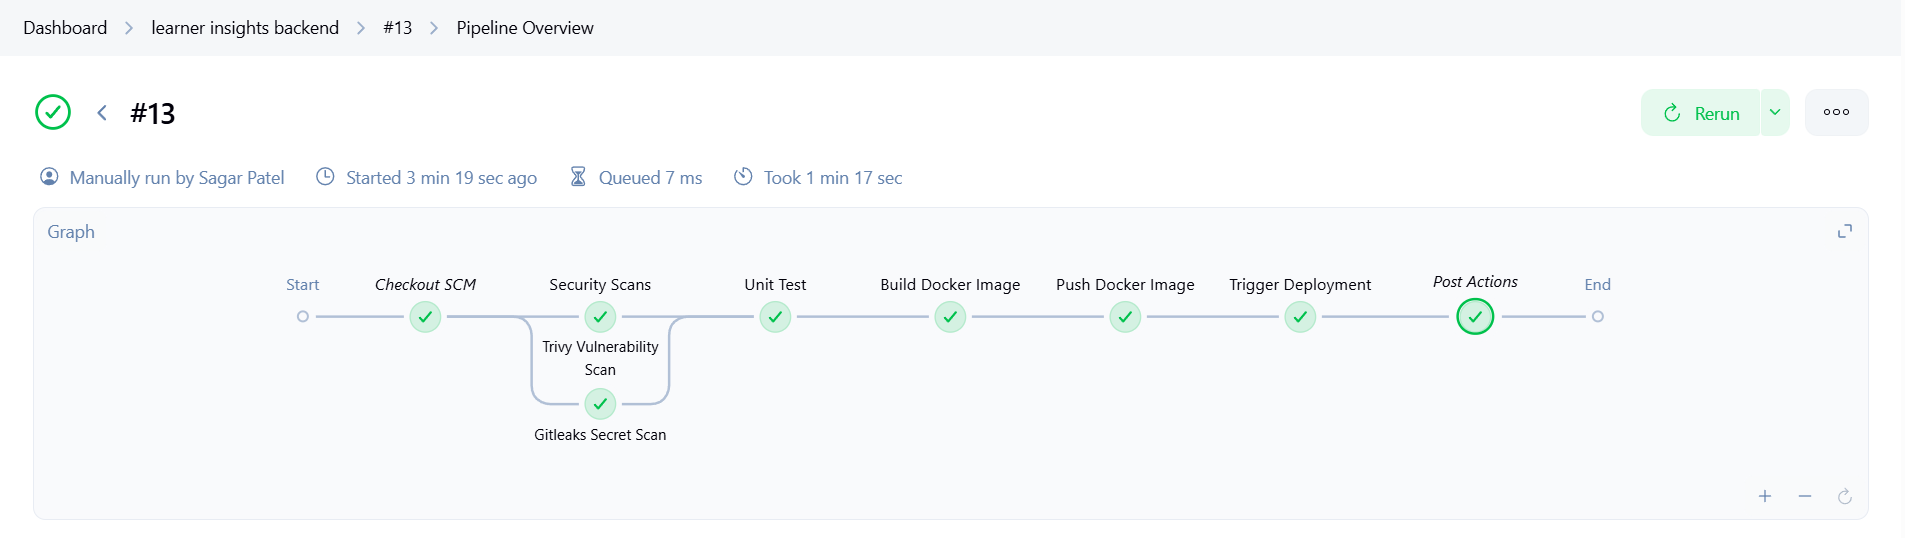 Dashboard > learner insights backend > #13 > Pipeline Overview
#13
Rerun
Manually run by Sagar Patel Started 3 min 19 sec ago Queued 7 ms Took 1 min 17 sec
Graph
Start Checkout SCM Security Scans Unit Test Build Docker Image Push Docker Image Trigger Deployment Post Actions End
Trivy Vulnerability
Scan
Gitleaks Secret Scan